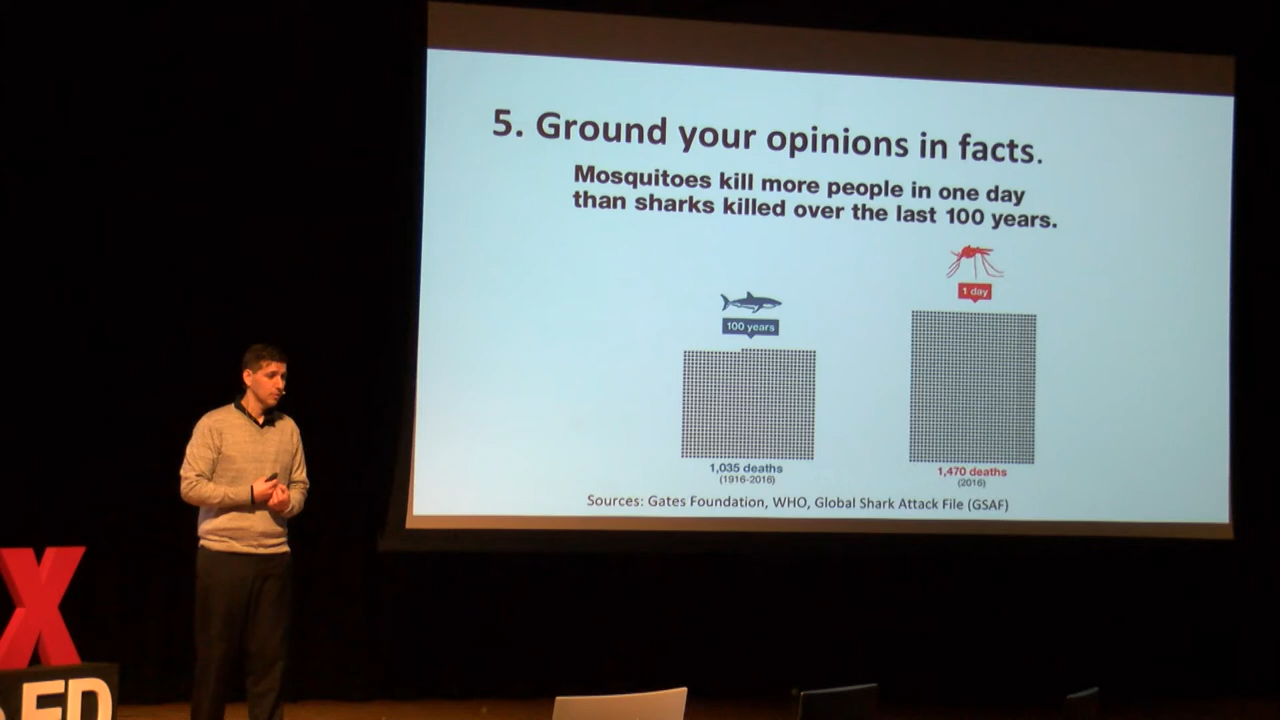 5. Ground your opinions in facts.
Mosquitoes kill more people in one day
than sharks killed over the last 100 years.
1 day
100 years
1,035 deaths
(1916-2016)
1,470 deaths
(2016)
Sources: Gates Foundation, WHO, Global Shark Attack File (GSAF)
X
ED